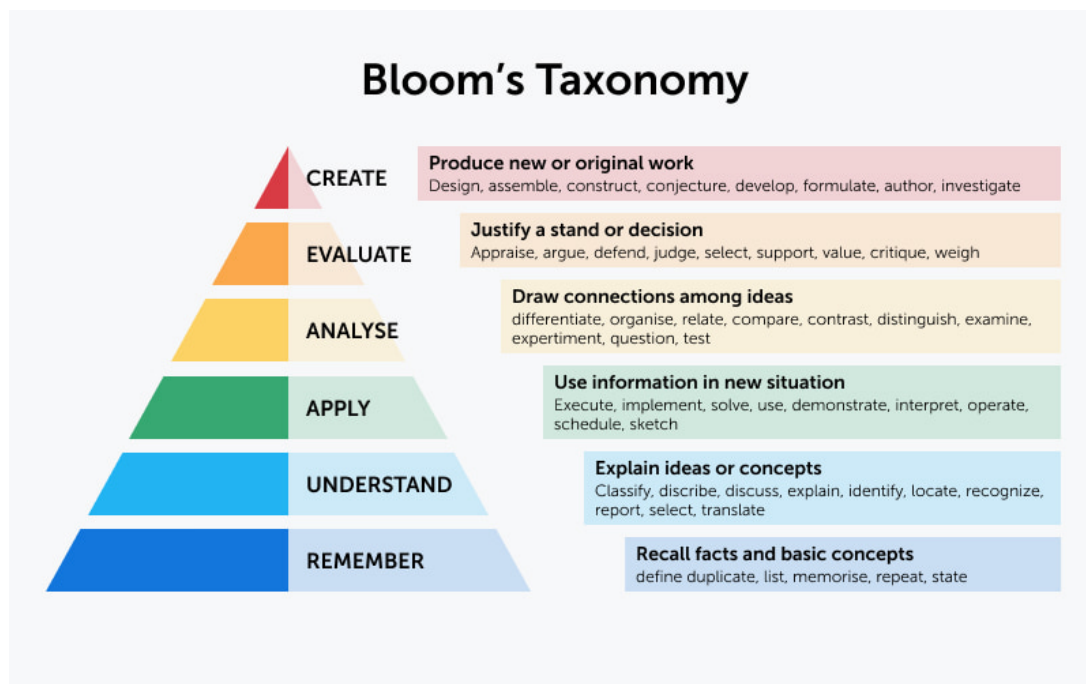 Bloom’s Taxonomy
CREATE
Produce new or original work
Design, assemble, construct, conjecture, develop, formulate, author, investigate
EVALUATE
Justify a stand or decision
Appraise, argue, defend, judge, select, support, value, critique, weigh
ANALYSE
Draw connections among ideas
differentiate, organise, relate, compare, contrast, distinguish, examine,
expertiment, question, test
APPLY
Use information in new situation
Execute, implement, solve, use, demonstrate, interpret, operate,
schedule, sketch
UNDERSTAND
Explain ideas or concepts
Classify, discribe, discuss, explain, identify, locate, recognize,
report, select, translate
REMEMBER
Recall facts and basic concepts
define duplicate, list, memorise, repeat, state